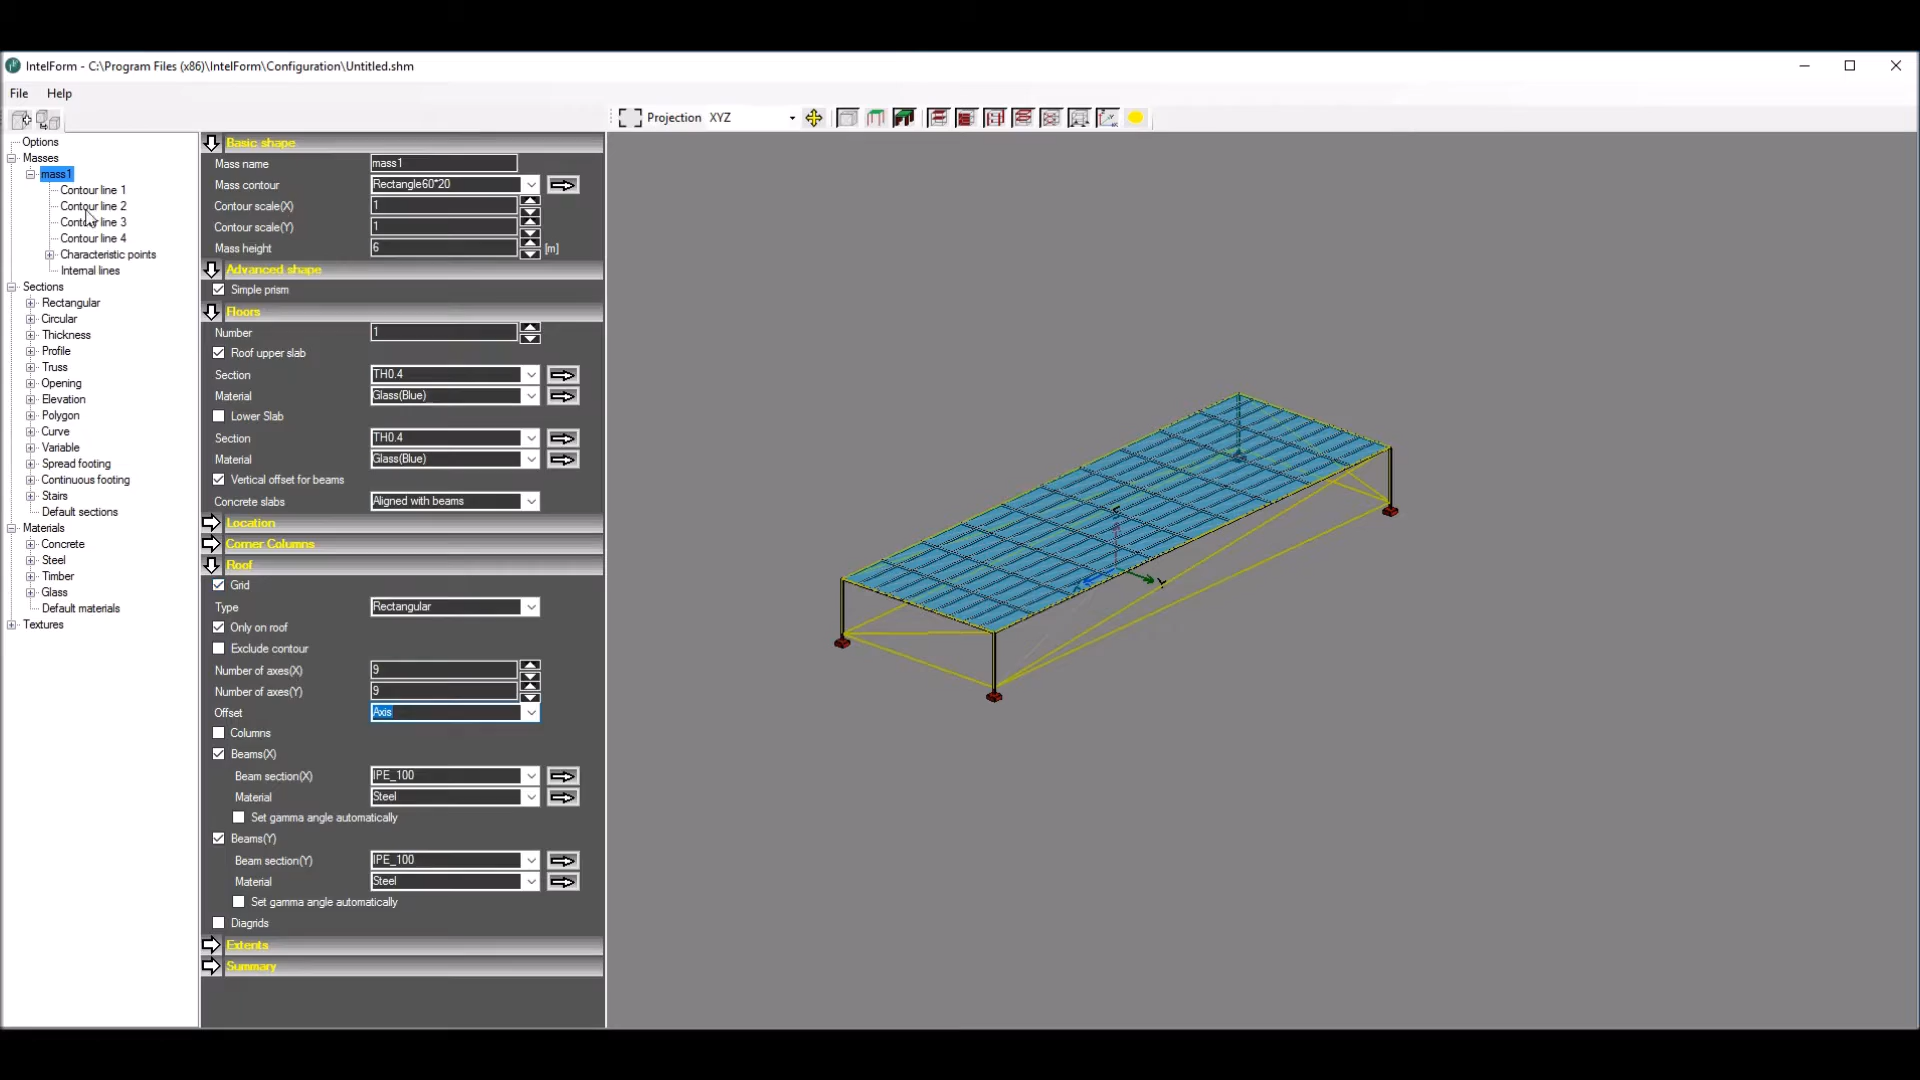 IntelForm - C:\Program Files (x86)\IntelForm\Configuration\Untitled.shm
File Help
Projection XYZ
Options
Masses
mass1
Contour line 1
Contour line 2
Contour line 3
Contour line 4
Characteristic points
Internal lines
Sections
Rectangular
Circular
Thickness
Profile
Truss
Opening
Elevation
Polygon
Curve
Variable
Spread footing
Continuous footing
Stairs
Default sections
Materials
Concrete
Steel
Timber
Glass
Default materials
Textures
Basic shape
Mass name mass1
Mass contour Rectangle60*20
Contour scale(X) 1
Contour scale(Y) 1
Mass height 6 [m]
Advanced shape
Simple prism
Floors
Number 1
Roof upper slab
Section TH0.4
Material Glass(Blue)
Lower Slab
Section TH0.4
Material Glass(Blue)
Vertical offset for beams
Concrete slabs Aligned with beams
Location
Corner Columns
Roof
Grid
Type Rectangular
Only on roof
Exclude contour
Number of axes(X) 9
Number of axes(Y) 9
Offset Axis
Columns
Beams(X)
Beam section(X) IPE_100
Material Steel
Set gamma angle automatically
Beams(Y)
Beam section(Y) IPE_100
Material Steel
Set gamma angle automatically
Diagrids
Extents
Summary